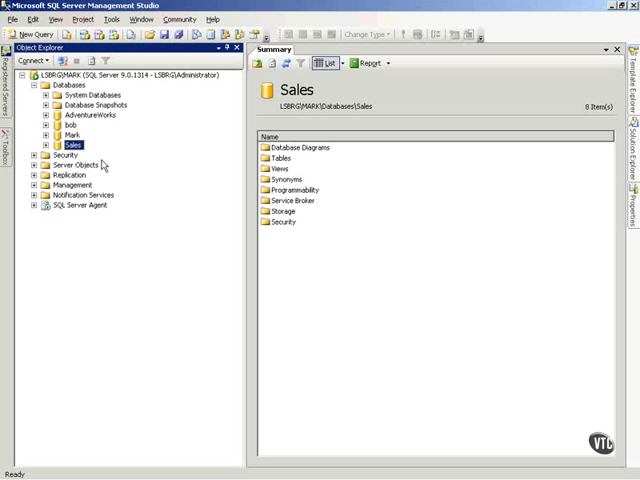 Microsoft SQL Server Management Studio
File Edit View Project Tools Window Community Help
New Query
Change Type
Object Explorer
Connect
LSBRG\MARK (SQL Server 9.0.1314 - LSBRG\Administrator)
Databases
System Databases
Database Snapshots
AdventureWorks
bob
Mark
Sales
Security
Server Objects
Replication
Management
Notification Services
SQL Server Agent
Registered Servers
Toolbox
Summary
List
Report
Sales
LSBRG\MARK\Databases\Sales
8 Item(s)
Name
Database Diagrams
Tables
Views
Synonyms
Programmability
Service Broker
Storage
Security
Template Explorer
Solution Explorer
Properties
VTC
Ready